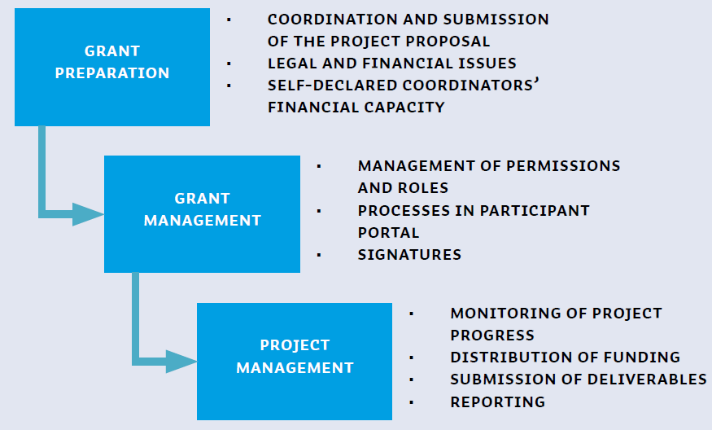 GRANT
PREPARATION
▪ COORDINATION AND SUBMISSION
OF THE PROJECT PROPOSAL
▪ LEGAL AND FINANCIAL ISSUES
▪ SELF-DECLARED COORDINATORS’
FINANCIAL CAPACITY
GRANT
MANAGEMENT
▪ MANAGEMENT OF PERMISSIONS
AND ROLES
▪ PROCESSES IN PARTICIPANT
PORTAL
▪ SIGNATURES
PROJECT
MANAGEMENT
▪ MONITORING OF PROJECT
PROGRESS
▪ DISTRIBUTION OF FUNDING
▪ SUBMISSION OF DELIVERABLES
▪ REPORTING